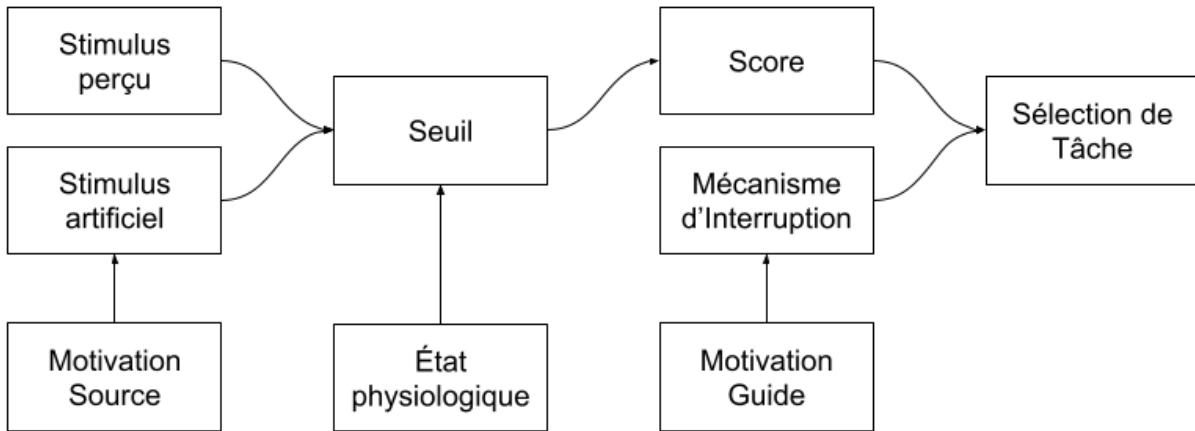 Stimulus
perçu
Stimulus
artificiel
Motivation
Source
Seuil
État
physiologique
Score
Mécanisme
d'Interruption
Motivation
Guide
Sélection de
Tâche